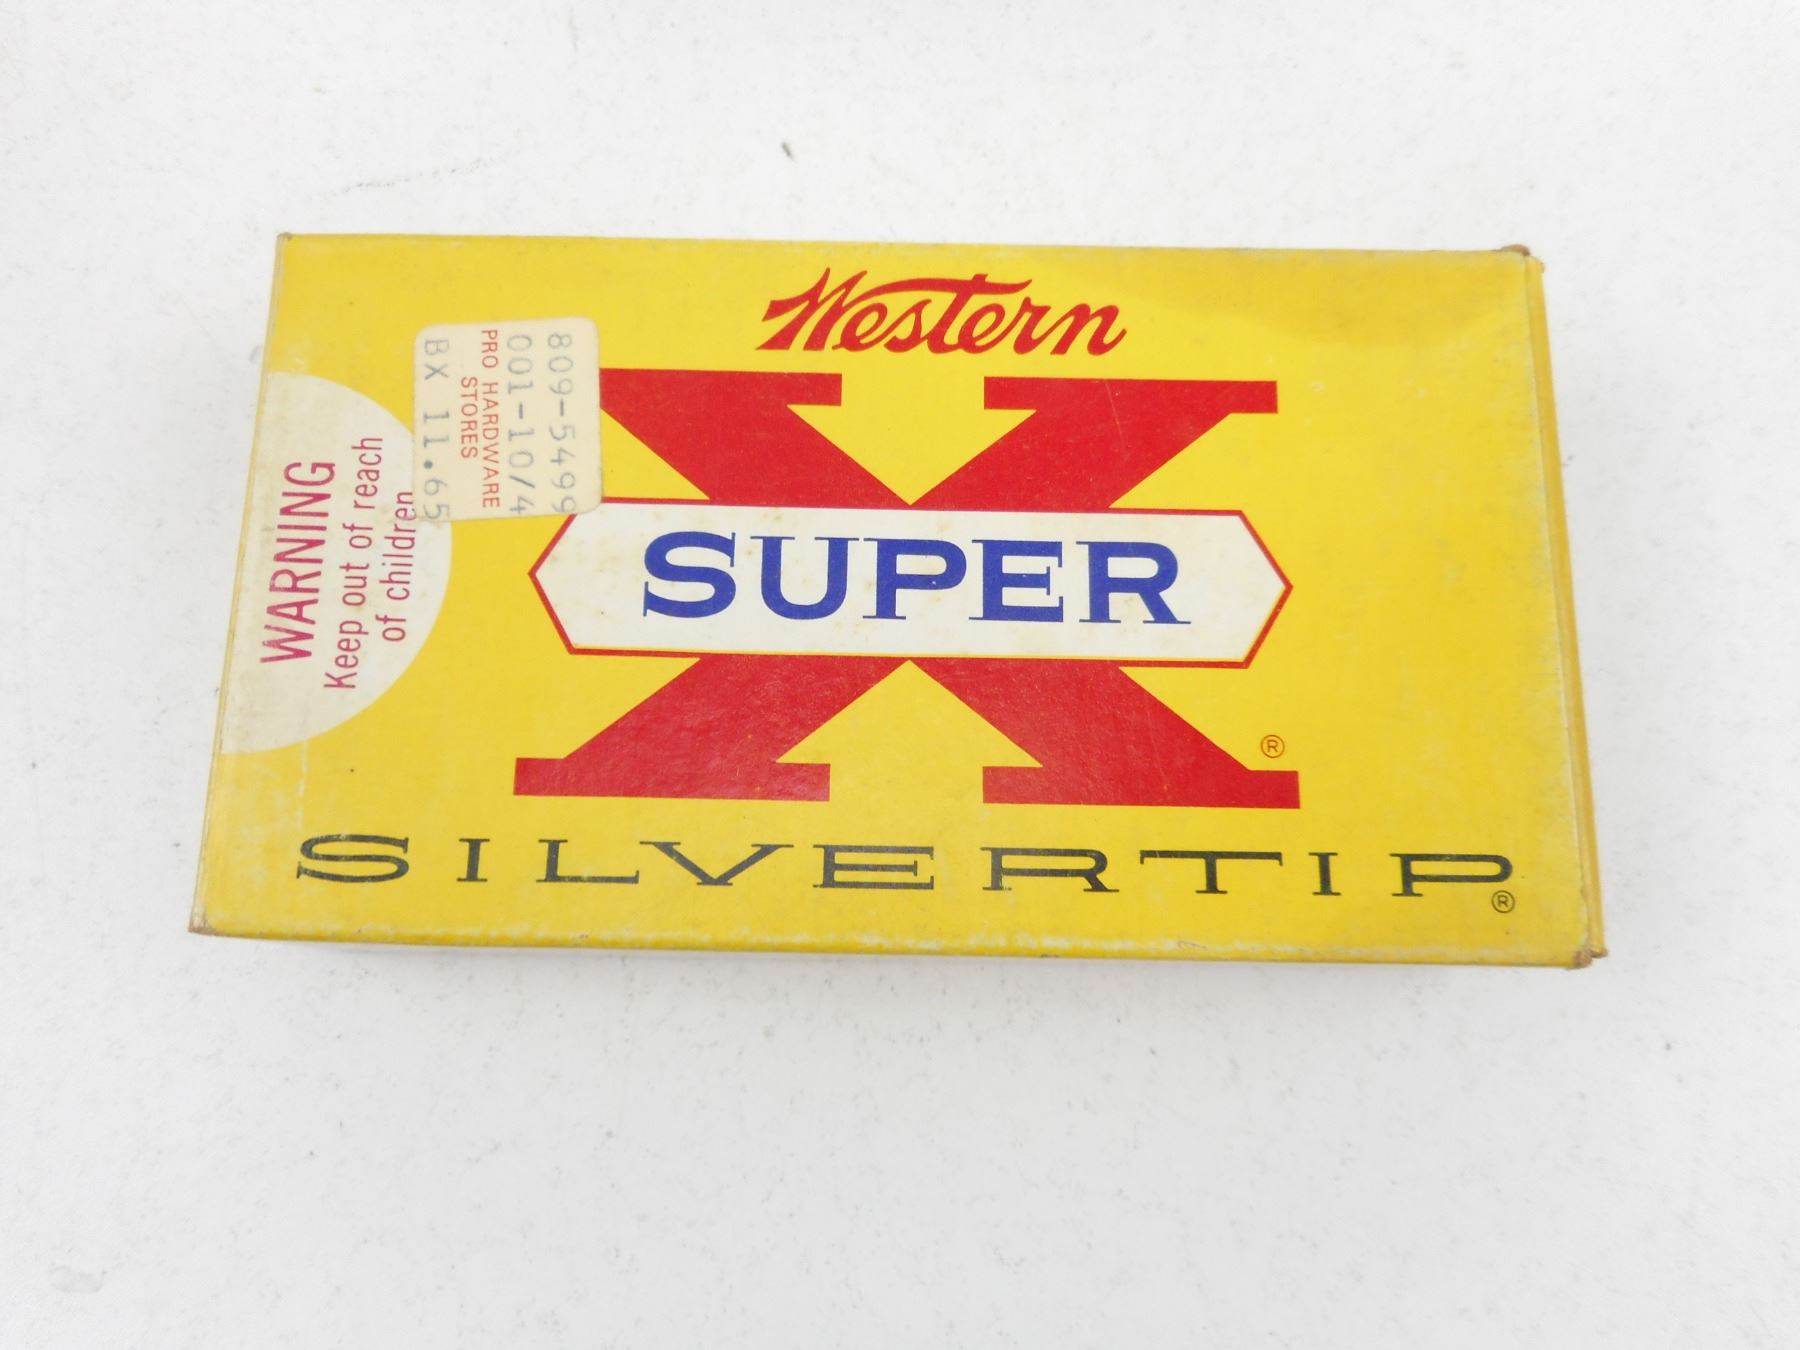 Western
X
SUPER
®
SILVERTIP
®
WARNING
Keep out of reach
of children
809-5499
001-10/4
PRO HARDWARE
STORES
BX 11.65